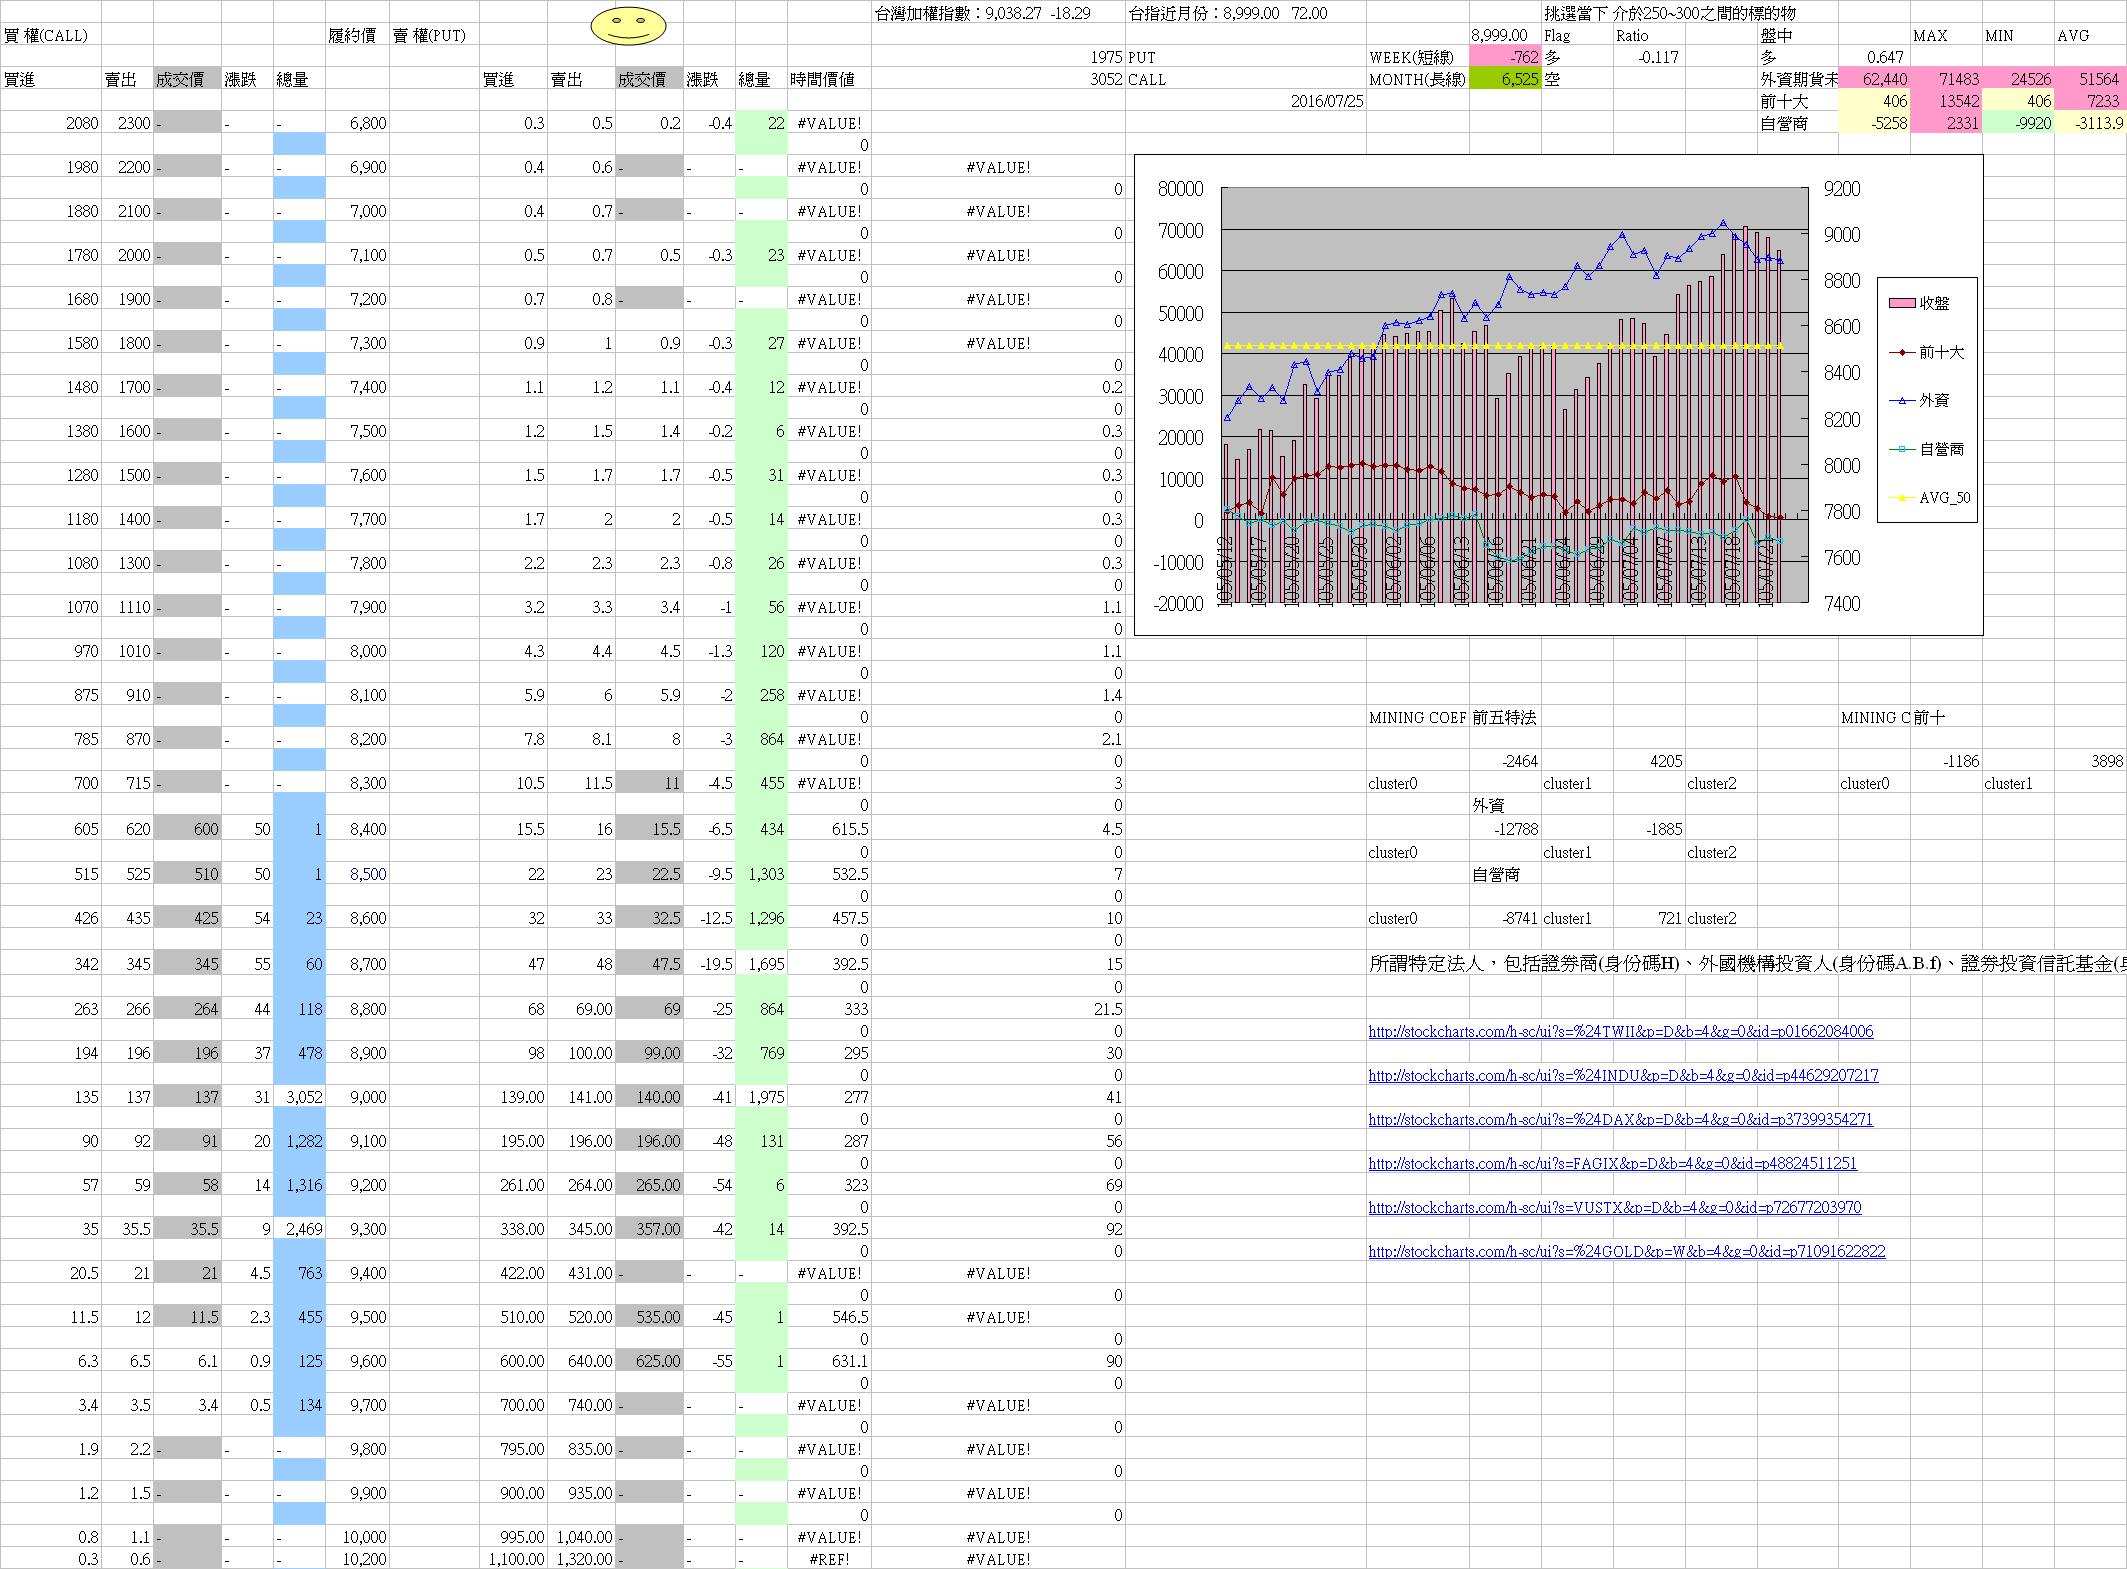 台灣加權指數：9,038.27 -18.29 台指近月份：8,999.00 72.00 挑選當下 介於250~300之間的標的物
買 權(CALL) 履約價 賣 權(PUT) 8,999.00 Flag Ratio 盤中 MAX MIN AVG
1975 PUT WEEK(短線) -762 多 -0.117 多 0.647
買進 賣出 成交價 漲跌 總量 買進 賣出 成交價 漲跌 總量 時間價值 3052 CALL MONTH(長線) 6,525 空 外資期貨未 62,440 71483 24526 51564
2016/07/25 前十大 406 13542 406 7233
2080 2300 - - - 6,800 0.3 0.5 0.2 -0.4 22 #VALUE! 自營商 -5258 2331 -9920 -3113.9
0
1980 2200 - - - 6,900 0.4 0.6 - - - #VALUE! #VALUE!
0 0
1880 2100 - - - 7,000 0.4 0.7 - - - #VALUE! #VALUE!
0 0
1780 2000 - - - 7,100 0.5 0.7 0.5 -0.3 23 #VALUE! #VALUE!
0 0
1680 1900 - - - 7,200 0.7 0.8 - - - #VALUE! #VALUE!
0 0
1580 1800 - - - 7,300 0.9 1 0.9 -0.3 27 #VALUE! #VALUE!
0 0
1480 1700 - - - 7,400 1.1 1.2 1.1 -0.4 12 #VALUE! 0.2
0 0
1380 1600 - - - 7,500 1.2 1.5 1.4 -0.2 6 #VALUE! 0.3
0 0
1280 1500 - - - 7,600 1.5 1.7 1.7 -0.5 31 #VALUE! 0.3
0 0
1180 1400 - - - 7,700 1.7 2 2 -0.5 14 #VALUE! 0.3
0 0
1080 1300 - - - 7,800 2.2 2.3 2.3 -0.8 26 #VALUE! 0.3
0 0
1070 1110 - - - 7,900 3.2 3.3 3.4 -1 56 #VALUE! 1.1
0 0
970 1010 - - - 8,000 4.3 4.4 4.5 -1.3 120 #VALUE! 1.1
0 0
875 910 - - - 8,100 5.9 6 5.9 -2 258 #VALUE! 1.4
0 0 MINING COEF 前五特法 MINING C 前十
785 870 - - - 8,200 7.8 8.1 8 -3 864 #VALUE! 2.1
0 0 -2464 4205 -1186 3898
700 715 - - - 8,300 10.5 11.5 11 -4.5 455 #VALUE! 3 cluster0 cluster1 cluster2 cluster0 cluster1
0 0 外資
605 620 600 50 1 8,400 15.5 16 15.5 -6.5 434 615.5 4.5 -12788 -1885
0 0 cluster0 cluster1 cluster2
515 525 510 50 1 8,500 22 23 22.5 -9.5 1,303 532.5 7 自營商
0 0
426 435 425 54 23 8,600 32 33 32.5 -12.5 1,296 457.5 10 cluster0 -8741 cluster1 721 cluster2
0 0
342 345 345 55 60 8,700 47 48 47.5 -19.5 1,695 392.5 15 所謂特定法人，包括證券商(身份碼H)、外國機構投資人(身份碼A.B.f)、證券投資信託基金(
0 0
263 266 264 44 118 8,800 68 69.00 69 -25 864 333 21.5
0 0 http://stockcharts.com/h-sc/ui?s=%24TWII&p=D&b=4&g=0&id=p01662084006
194 196 196 37 478 8,900 98 100.00 99.00 -32 769 295 30
0 0 http://stockcharts.com/h-sc/ui?s=%24INDU&p=D&b=4&g=0&id=p44629207217
135 137 137 31 3,052 9,000 139.00 141.00 140.00 -41 1,975 277 41
0 0 http://stockcharts.com/h-sc/ui?s=%24DAX&p=D&b=4&g=0&id=p37399354271
90 92 91 20 1,282 9,100 195.00 196.00 196.00 -48 131 287 56
0 0 http://stockcharts.com/h-sc/ui?s=FAGIX&p=D&b=4&g=0&id=p48824511251
57 59 58 14 1,316 9,200 261.00 264.00 265.00 -54 6 323 69
0 0 http://stockcharts.com/h-sc/ui?s=VUSTX&p=D&b=4&g=0&id=p72677203970
35 35.5 35.5 9 2,469 9,300 338.00 345.00 357.00 -42 14 392.5 92
0 0 http://stockcharts.com/h-sc/ui?s=%24GOLD&p=W&b=4&g=0&id=p71091622822
20.5 21 21 4.5 763 9,400 422.00 431.00 - - - #VALUE! #VALUE!
0 0
11.5 12 11.5 2.3 455 9,500 510.00 520.00 535.00 -45 1 546.5 #VALUE!
0 0
6.3 6.5 6.1 0.9 125 9,600 600.00 640.00 625.00 -55 1 631.1 90
0 0
3.4 3.5 3.4 0.5 134 9,700 700.00 740.00 - - - #VALUE! #VALUE!
0 0
1.9 2.2 - - - 9,800 795.00 835.00 - - - #VALUE! #VALUE!
0 0
1.2 1.5 - - - 9,900 900.00 935.00 - - - #VALUE! #VALUE!
0 0
0.8 1.1 - - - 10,000 995.00 1,040.00 - - - #VALUE! #VALUE!
0.3 0.6 - - - 10,200 1,100.00 1,320.00 - - - #REF! #VALUE!
80000 9200
70000 9000
60000 8800
50000 8600
40000 8400
30000 8200
20000 8000
10000 7800
0 7600
-10000 7400
-20000
105/05/12 105/05/17 105/05/20 105/05/25 105/05/30 105/06/02 105/06/06 105/06/13 105/06/16 105/06/21 105/06/24 105/06/29 105/07/04 105/07/07 105/07/13 105/07/18 105/07/21
收盤
前十大
外資
自營商
AVG_50